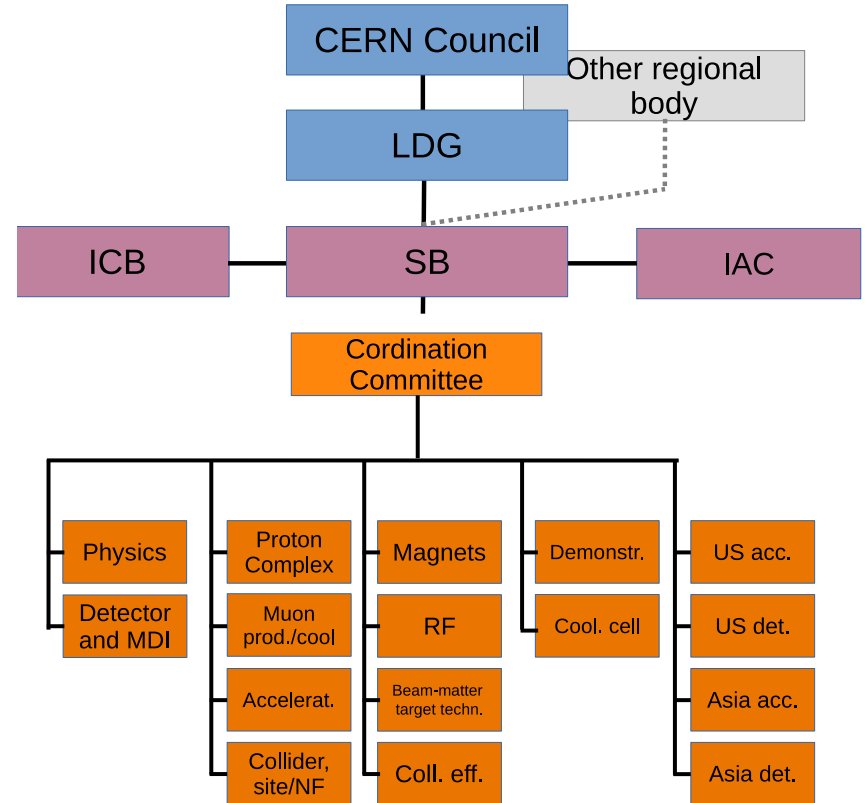 CERN Council
Other regional
body
LDG
ICB
SB
IAC
Cordination
Committee
Physics
Detector
and MDI
Proton
Complex
Muon
prod./cool
Accelerat.
Collider,
site/NF
Magnets
RF
Beam-matter
target techn.
Coll. eff.
Demonstr.
Cool. cell
US acc.
US det.
Asia acc.
Asia det.